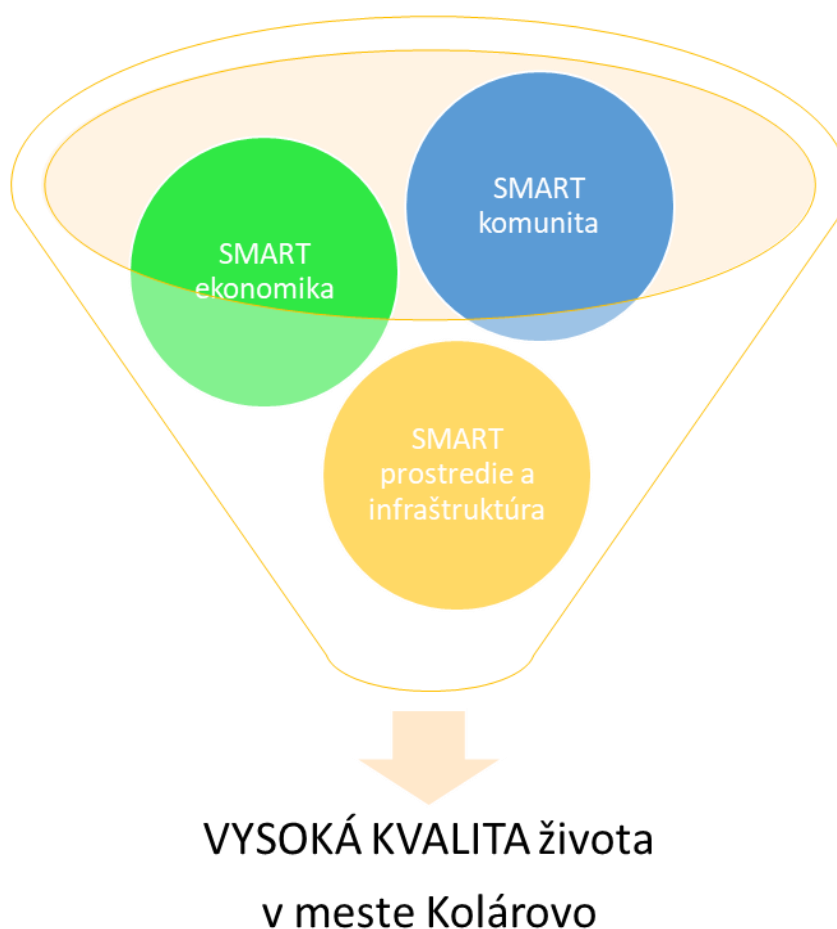 SMART
komunita
SMART
ekonomika
SMART
prostredie a
infraštruktúra
VYSOKÁ KVALITA života
v meste Kolárovo